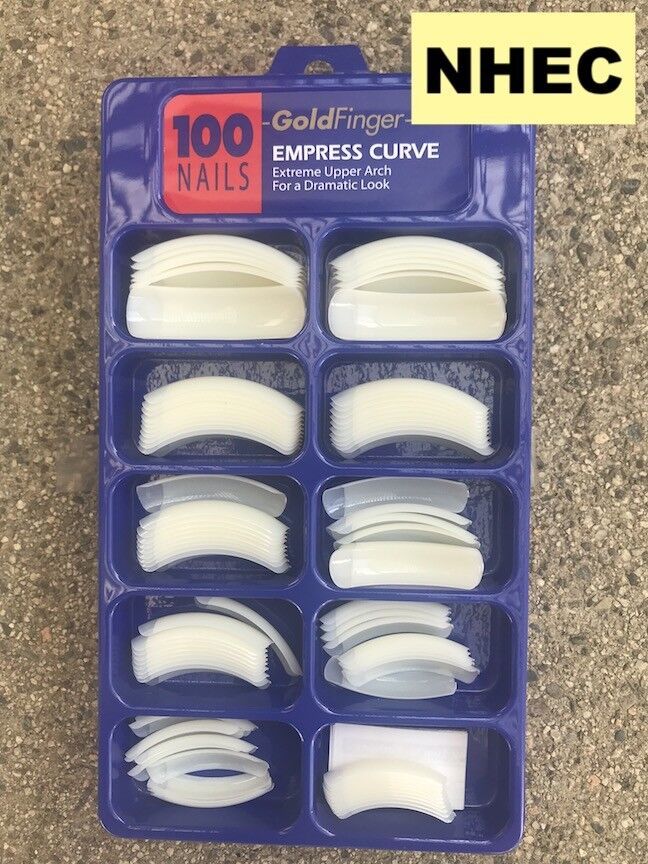 NHEC
100
NAILS
-GoldFinger-
EMPRESS CURVE
Extreme Upper Arch
For a Dramatic Look